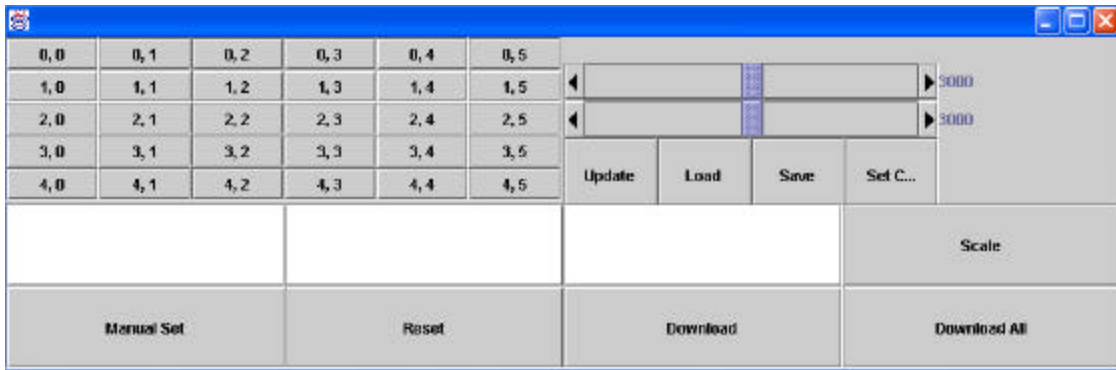 0, 0 0, 1 0, 2 0, 3 0, 4 0, 5
1, 0 1, 1 1, 2 1, 3 1, 4 1, 5 3000
2, 0 2, 1 2, 2 2, 3 2, 4 2, 5 3000
3, 0 3, 1 3, 2 3, 3 3, 4 3, 5
Update Load Save Set C...
4, 0 4, 1 4, 2 4, 3 4, 4 4, 5
Scale
Manual Set Reset Download Download All